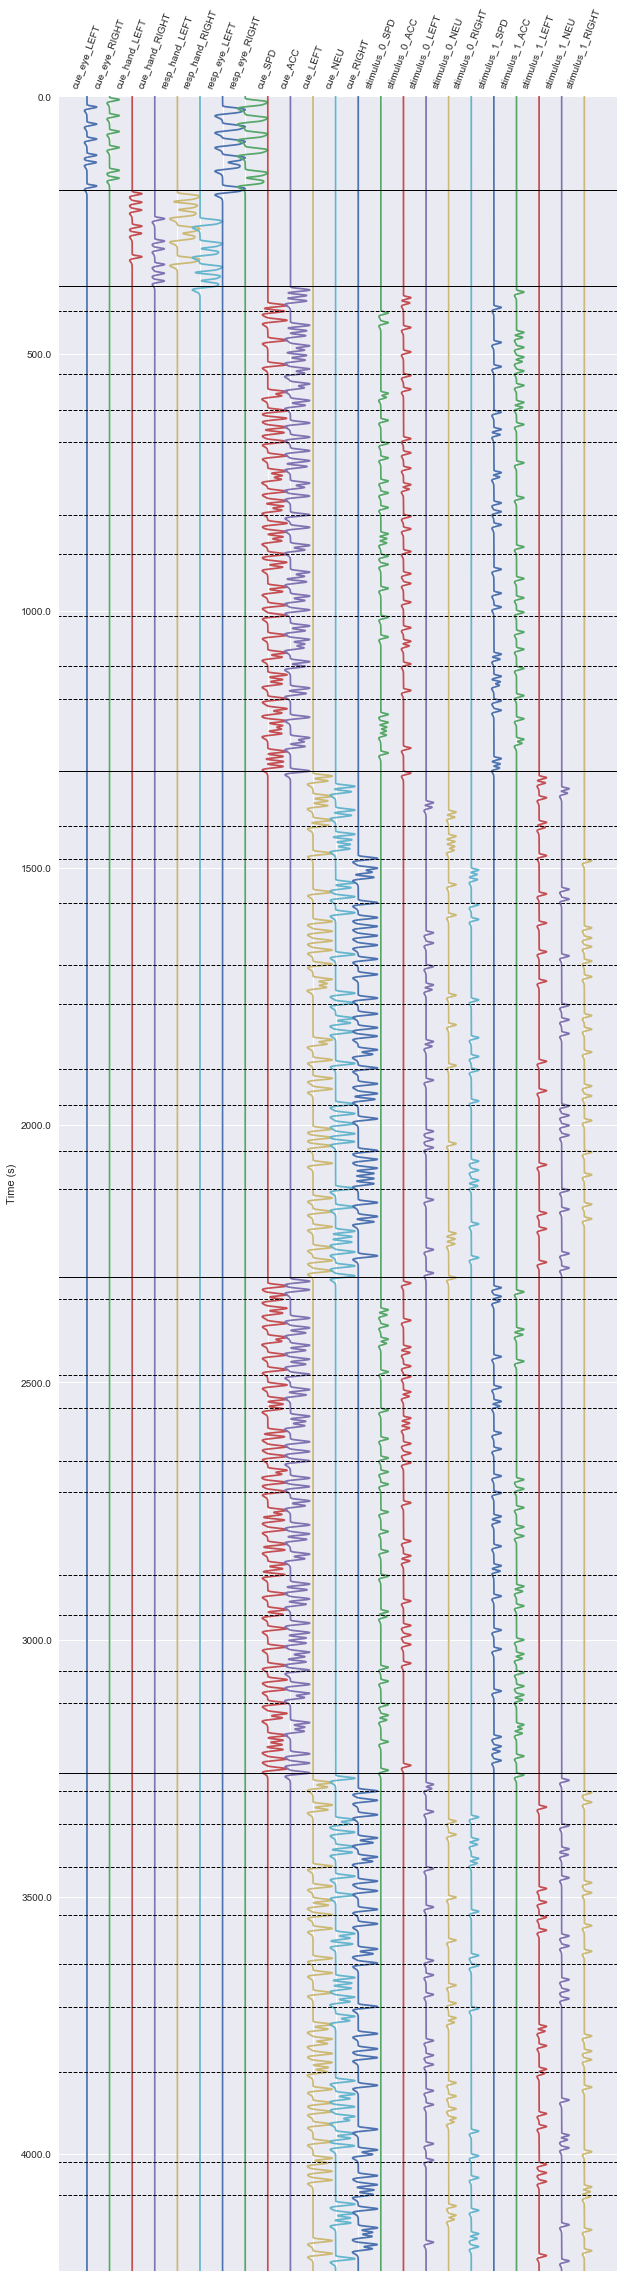 cue_eye_LEFT
cue_eye_RIGHT
cue_hand_LEFT
cue_hand_RIGHT
resp_hand_LEFT
resp_hand_RIGHT
resp_eye_LEFT
resp_eye_RIGHT
cue_SPD
cue_ACC
cue_LEFT
cue_NEU
cue_RIGHT
stimulus_0_SPD
stimulus_0_ACC
stimulus_0_LEFT
stimulus_0_NEU
stimulus_0_RIGHT
stimulus_1_SPD
stimulus_1_ACC
stimulus_1_LEFT
stimulus_1_NEU
stimulus_1_RIGHT
0.0
500.0
1000.0
1500.0
2000.0
Time (s)
2500.0
3000.0
3500.0
4000.0